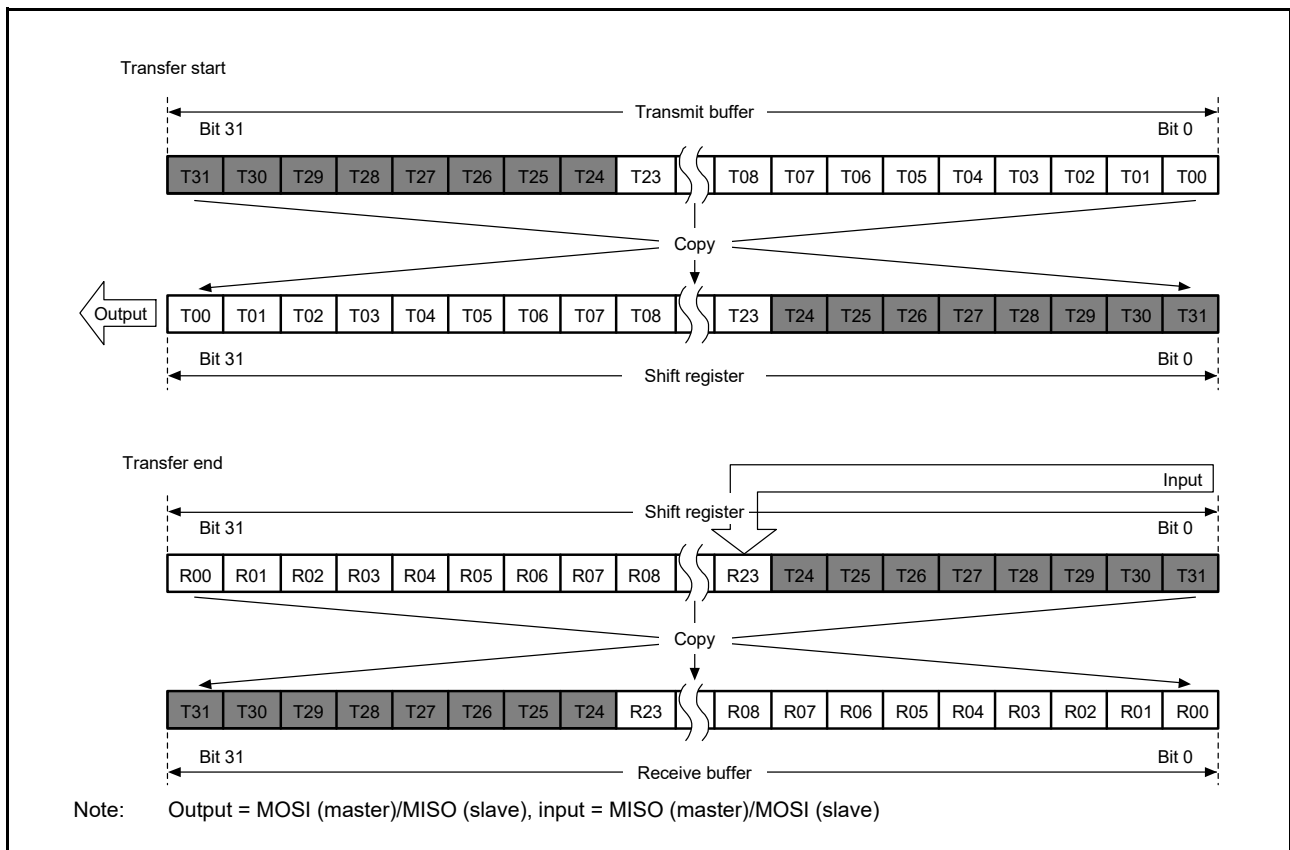 Transfer start
Transmit buffer
Bit 31 Bit 0
T31 T30 T29 T28 T27 T26 T25 T24 T23 T08 T07 T06 T05 T04 T03 T02 T01 T00
Copy
Output T00 T01 T02 T03 T04 T05 T06 T07 T08 T23 T24 T25 T26 T27 T28 T29 T30 T31
Bit 31 Bit 0
Shift register
Transfer end
Input
Shift register
Bit 31 Bit 0
R00 R01 R02 R03 R04 R05 R06 R07 R08 R23 T24 T25 T26 T27 T28 T29 T30 T31
Copy
T31 T30 T29 T28 T27 T26 T25 T24 R23 R08 R07 R06 R05 R04 R03 R02 R01 R00
Bit 31 Bit 0
Receive buffer
Note: Output = MOSI (master)/MISO (slave), input = MISO (master)/MOSI (slave)